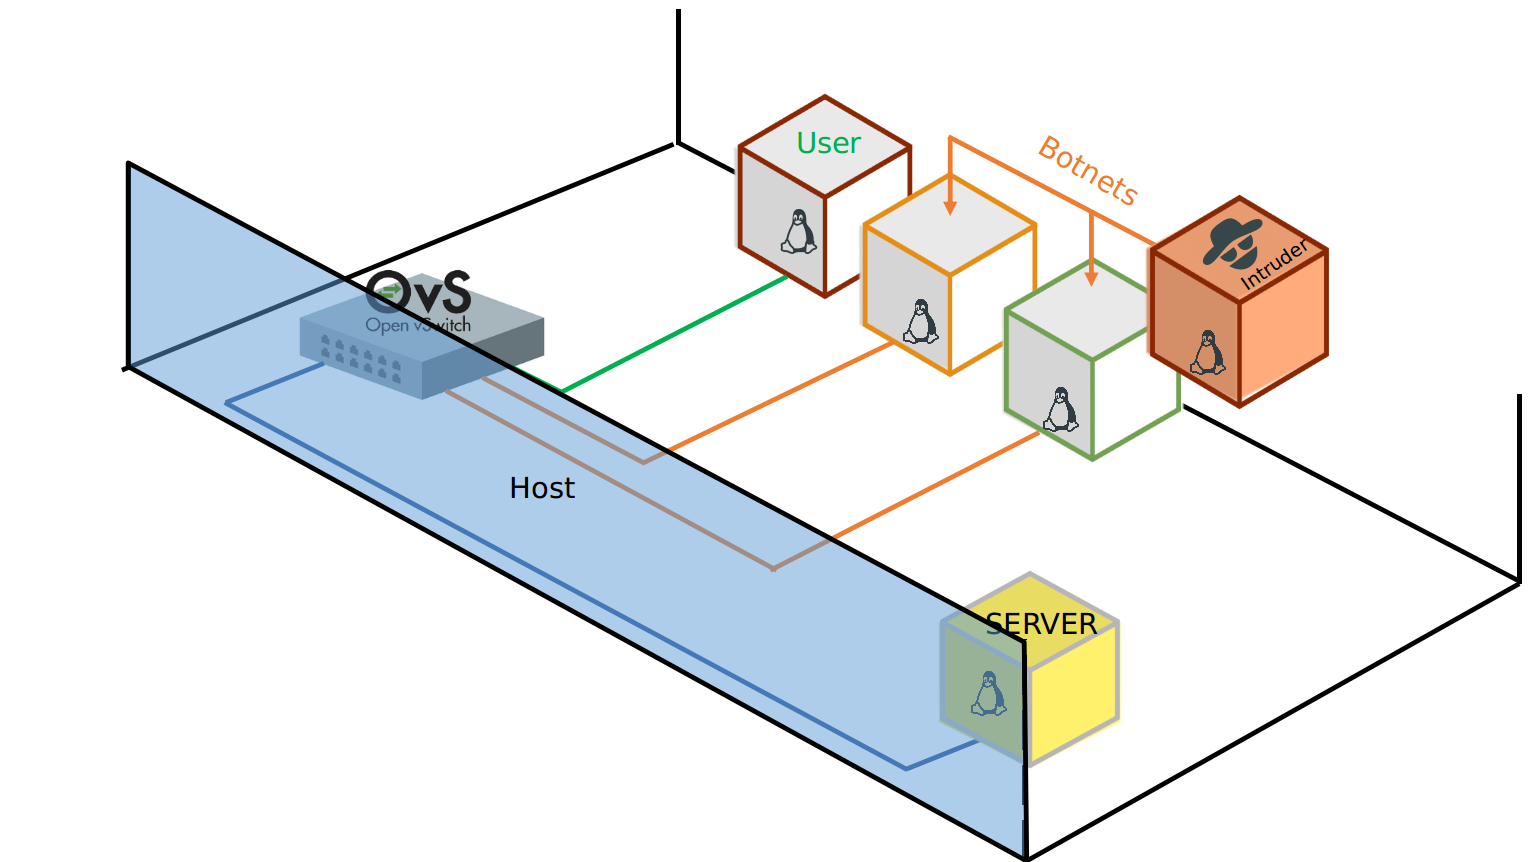 User
Botnets
Intruder
OvS
Open vSwitch
Host
SERVER